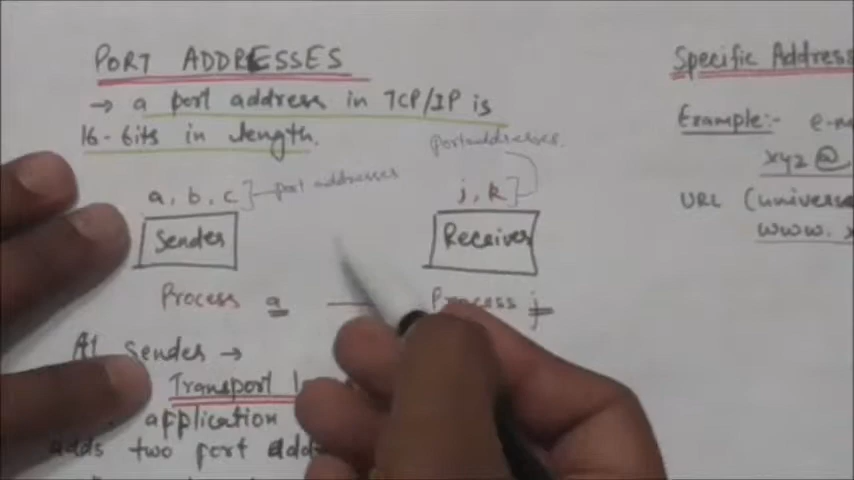 PORT ADDRESSES
→ a port address in TCP/IP is
16-bits in length.
port addresses.
a, b, c ] port addresses
j, k ]
Sender
Receiver
Process a — Process j
At sender →
Transport
application
adds two port
Specific Address
Example:- e-m
xyz @
URL (univers
www. x